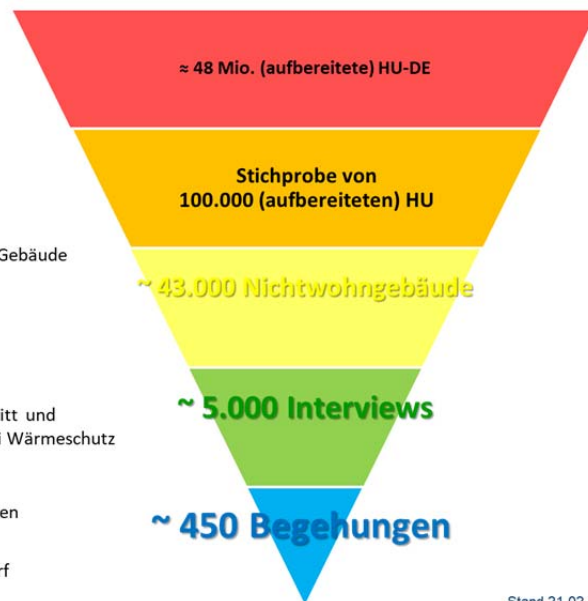 ≈ 48 Mio. (aufbereitete) HU-DE
Stichprobe von
100.000 (aufbereiteten) HU
Gebäude
~ 43.000 Nichtwohngebäude
itt und
~ 5.000 Interviews
i Wärmeschutz
en
~ 450 Begehungen
rf